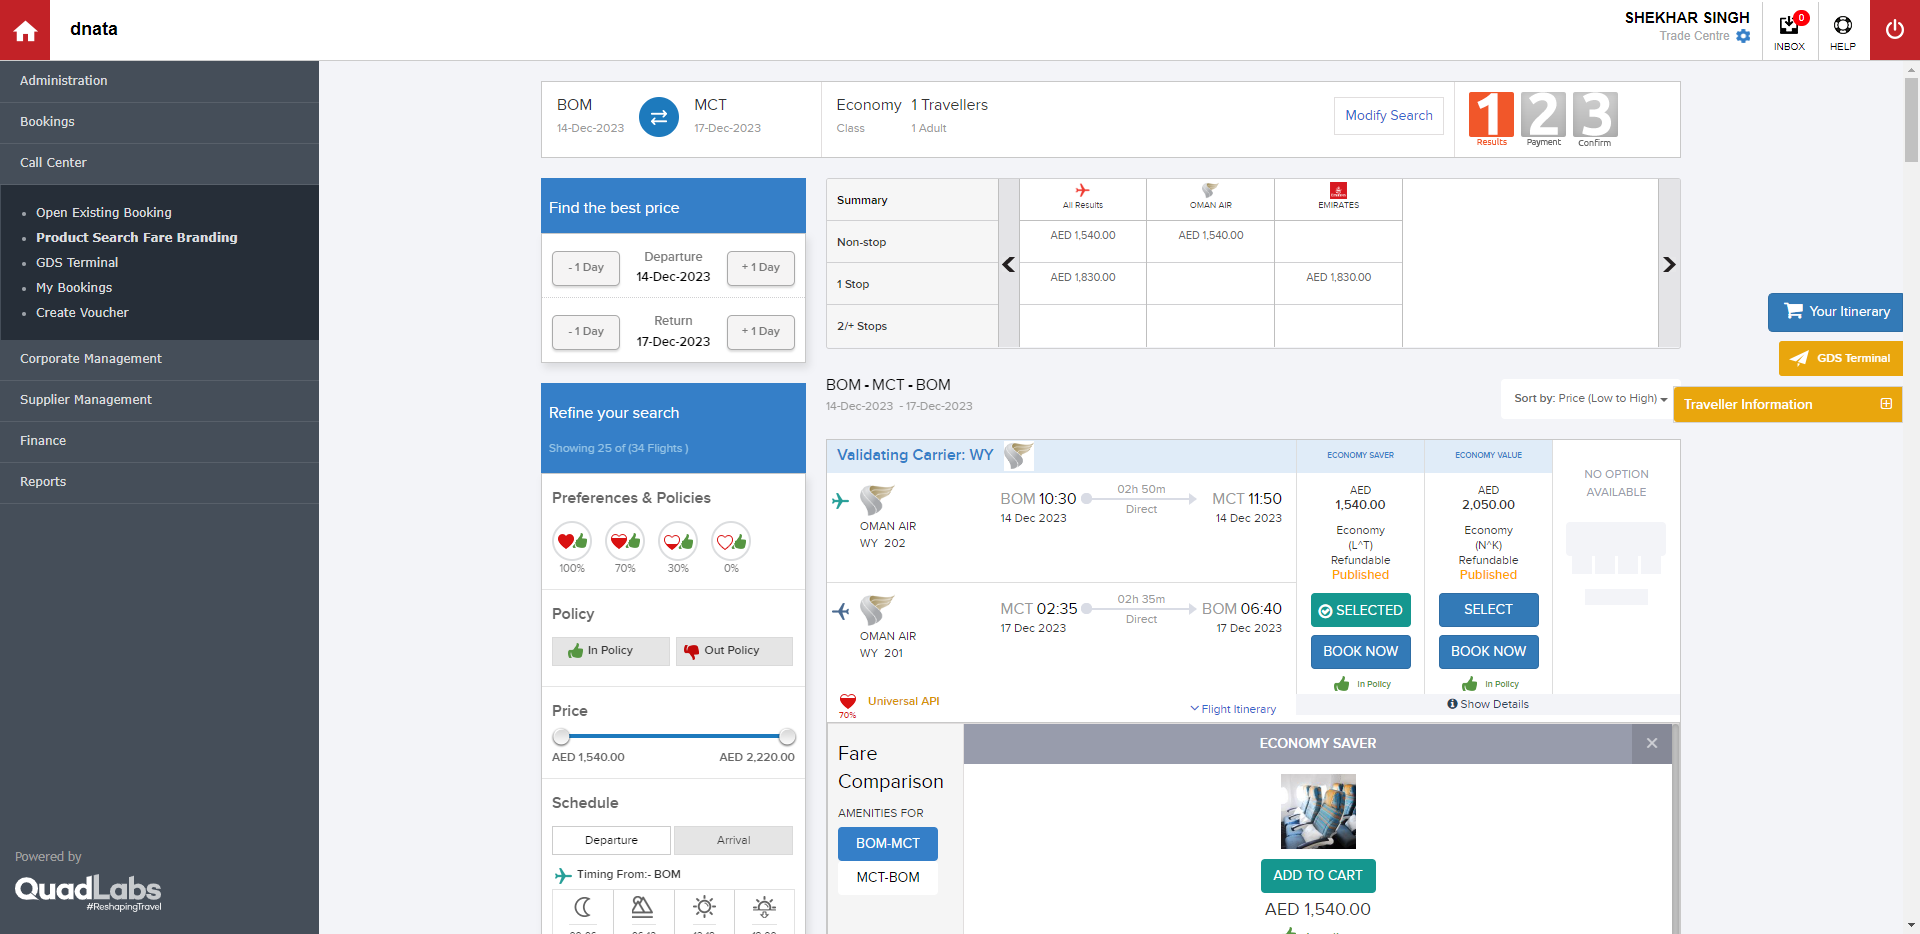 dnata
SHEKHAR SINGH
Trade Centre
0
INBOX
HELP
Administration
Bookings
Call Center
Open Existing Booking
Product Search Fare Branding
GDS Terminal
My Bookings
Create Voucher
Corporate Management
Supplier Management
Finance
Reports
Powered by
QuadLabs
#ReshapingTravel
BOM
14-Dec-2023
MCT
17-Dec-2023
Economy
Class
1 Travellers
1 Adult
Modify Search
1 2 3
Results Payment Confirm
Find the best price
- 1 Day
Departure
14-Dec-2023
+ 1 Day
- 1 Day
Return
17-Dec-2023
+ 1 Day
Summary
All Results
OMAN AIR
EMIRATES
Non-stop
AED 1,540.00
AED 1,540.00
1 Stop
AED 1,830.00
AED 1,830.00
2/+ Stops
Your Itinerary
GDS Terminal
Traveller Information
Refine your search
Showing 25 of (34 Flights )
Preferences & Policies
100% 70% 30% 0%
Policy
In Policy
Out Policy
Price
AED 1,540.00
AED 2,220.00
Schedule
Departure
Arrival
Timing From:- BOM
BOM - MCT - BOM
14-Dec-2023 - 17-Dec-2023
Sort by: Price (Low to High)
Validating Carrier: WY
OMAN AIR
WY 202
BOM 10:30
14 Dec 2023
02h 50m
Direct
MCT 11:50
14 Dec 2023
OMAN AIR
WY 201
MCT 02:35
17 Dec 2023
02h 35m
Direct
BOM 06:40
17 Dec 2023
70%
Universal API
Flight Itinerary
ECONOMY SAVER
AED
1,540.00
Economy
(L^T)
Refundable
Published
SELECTED
BOOK NOW
In Policy
ECONOMY VALUE
AED
2,050.00
Economy
(N^K)
Refundable
Published
SELECT
BOOK NOW
In Policy
Show Details
NO OPTION
AVAILABLE
Fare
Comparison
AMENITIES FOR
BOM-MCT
MCT-BOM
ECONOMY SAVER
ADD TO CART
AED 1,540.00